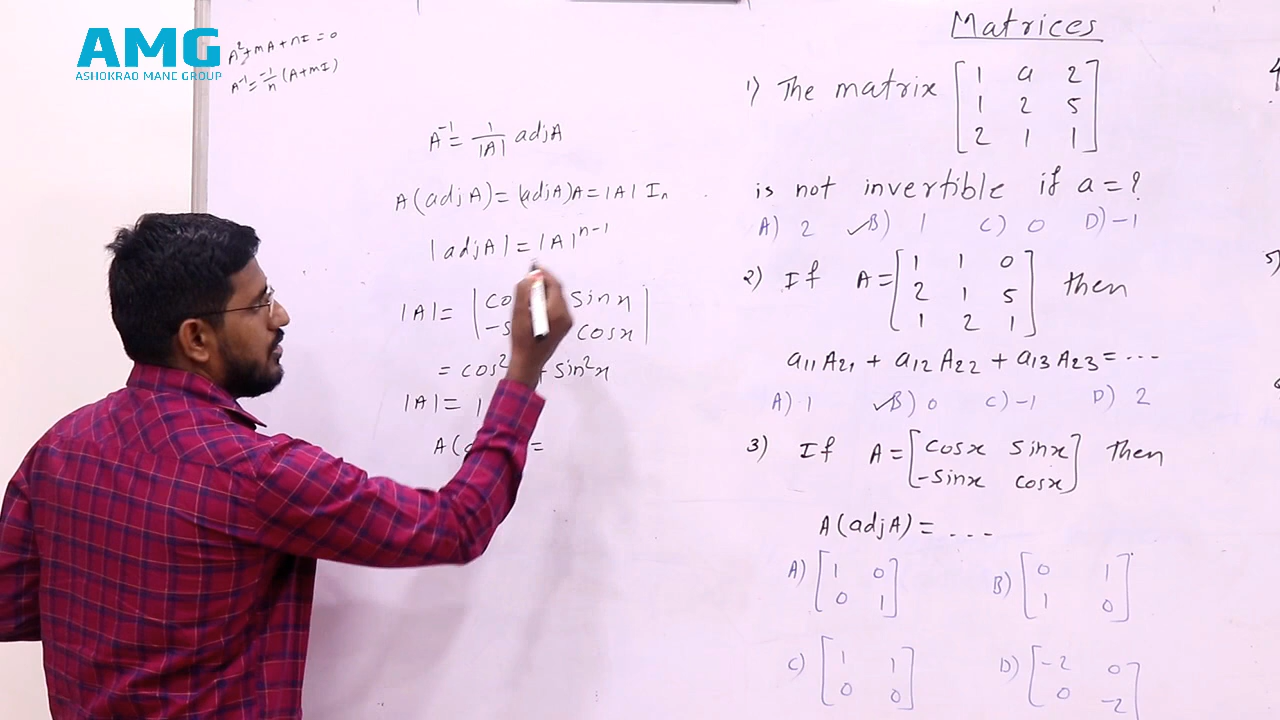 AMG
ASHOKRAO MANE GROUP
A²+mA+nI=0
A⁻¹=-1/n (A+mI)
A⁻¹= 1/|A| adjA
A(adjA)=(adjA)A=|A| Iₙ
|adjA|=|A|ⁿ⁻¹
|A|= | sinx |
cosx
= cos² + sin²x
|A|= 1
A( =
Matrices
1) The matrix [1 a 2
1 2 5
2 1 1]
is not invertible if a=?
A) 2 ✓B) 1 C) 0 D)-1
2) If A=[1 1 0
2 1 5
1 2 1] then
a₁₁A₂₁ + a₁₂A₂₂ + a₁₃A₂₃=---
A) 1 ✓B) 0 C)-1 D) 2
3) If A=[cosx sinx
-sinx cosx] then
A(adjA)= ---
A) [1 0
0 1] B) [0 1
1 0]
C) [1 1
0 0] D) [-2 0
0 -2]